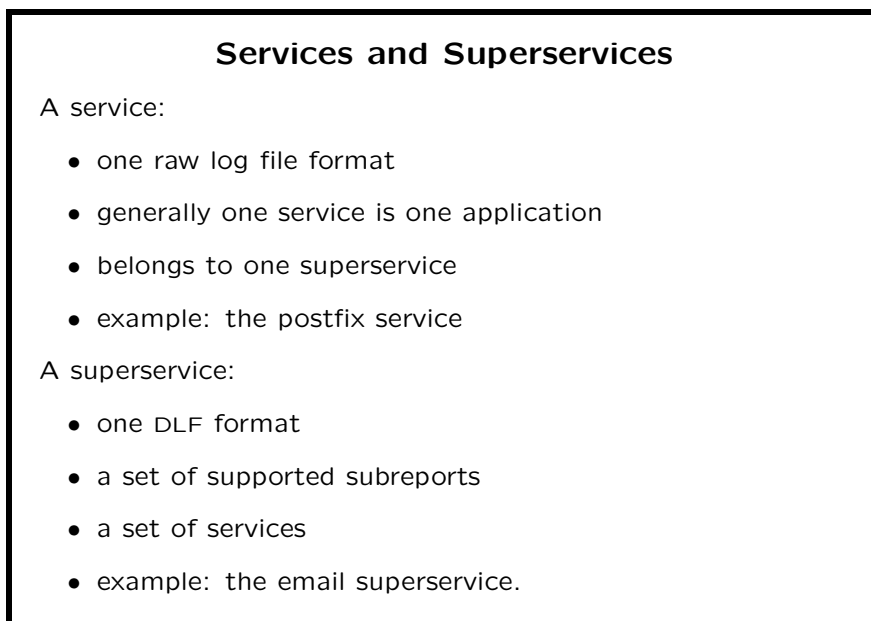 Services and Superservices
A service:
• one raw log file format
• generally one service is one application
• belongs to one superservice
• example: the postfix service
A superservice:
• one DLF format
• a set of supported subreports
• a set of services
• example: the email superservice.